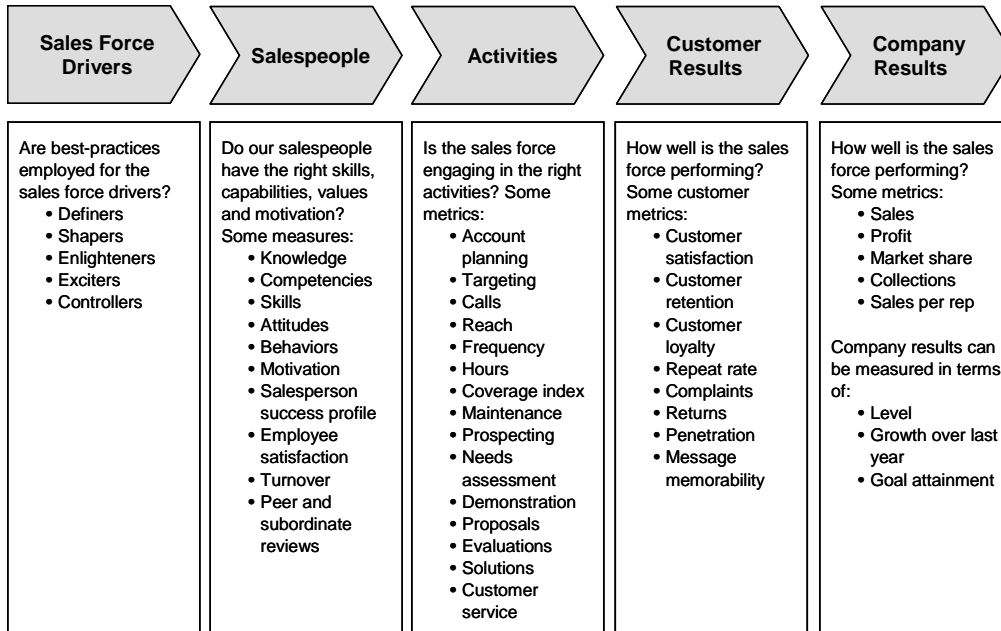 Sales Force
Drivers
Salespeople
Activities
Customer
Results
Company
Results
Are best-practices
employed for the
sales force drivers?
• Definers
• Shapers
• Enlighteners
• Exciters
• Controllers
Do our salespeople
have the right skills,
capabilities, values
and motivation?
Some measures:
• Knowledge
• Competencies
• Skills
• Attitudes
• Behaviors
• Motivation
• Salesperson
success profile
• Employee
satisfaction
• Turnover
• Peer and
subordinate
reviews
Is the sales force
engaging in the right
activities? Some
metrics:
• Account
planning
• Targeting
• Calls
• Reach
• Frequency
• Hours
• Coverage index
• Maintenance
• Prospecting
• Needs
assessment
• Demonstration
• Proposals
• Evaluations
• Solutions
• Customer
service
How well is the sales
force performing?
Some customer
metrics:
• Customer
satisfaction
• Customer
retention
• Customer
loyalty
• Repeat rate
• Complaints
• Returns
• Penetration
• Message
memorability
How well is the sales
force performing?
Some metrics:
• Sales
• Profit
• Market share
• Collections
• Sales per rep
Company results can
be measured in terms
of:
• Level
• Growth over last
year
• Goal attainment